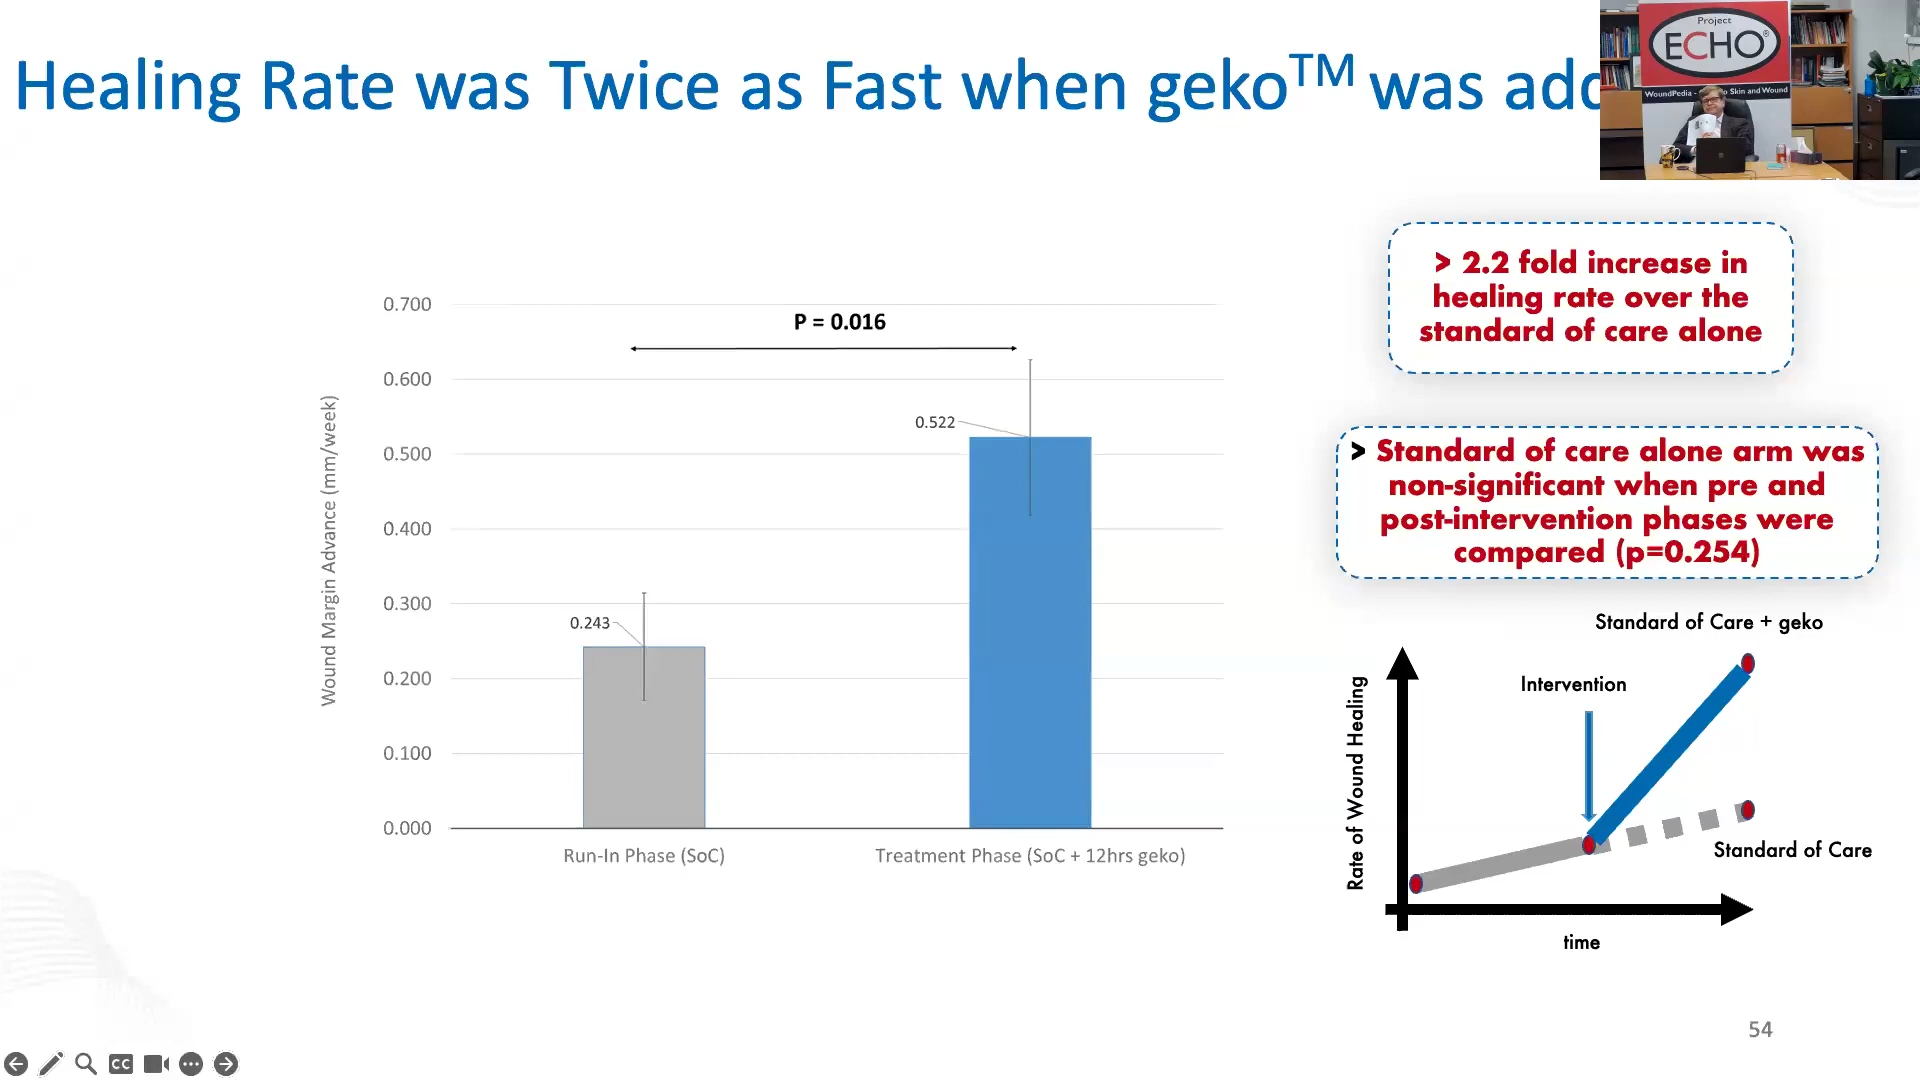 Healing Rate was Twice as Fast when geko™ was add
Project
ECHO®
WoundPedia
Skin and Wound
> 2.2 fold increase in
healing rate over the
standard of care alone
> Standard of care alone arm was
non-significant when pre and
post-intervention phases were
compared (p=0.254)
P = 0.016
Wound Margin Advance (mm/week)
0.700
0.600
0.500
0.400
0.300
0.200
0.100
0.000
0.243
0.522
Run-In Phase (SoC)
Treatment Phase (SoC + 12hrs geko)
Standard of Care + geko
Intervention
Rate of Wound Healing
Standard of Care
time
54
CC